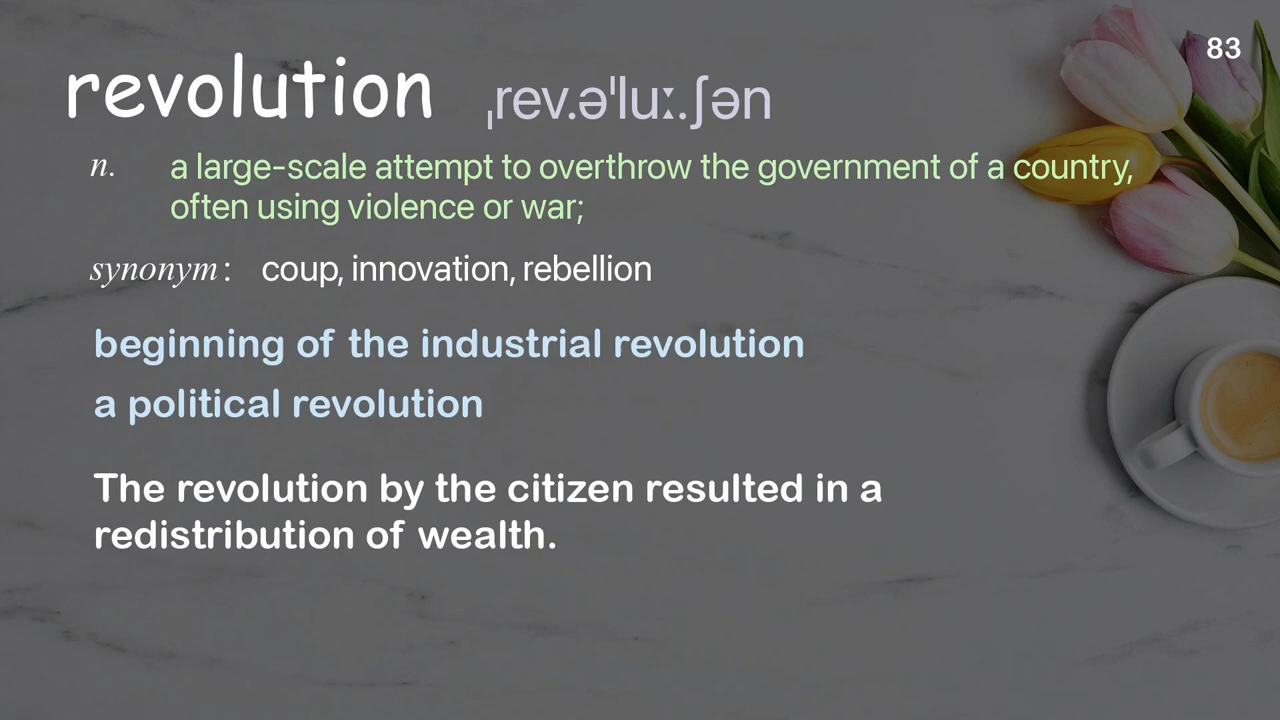 83
revolution ˌrev.əˈluː.ʃən
n. a large-scale attempt to overthrow the government of a country,
often using violence or war;
synonym: coup, innovation, rebellion
beginning of the industrial revolution
a political revolution
The revolution by the citizen resulted in a
redistribution of wealth.